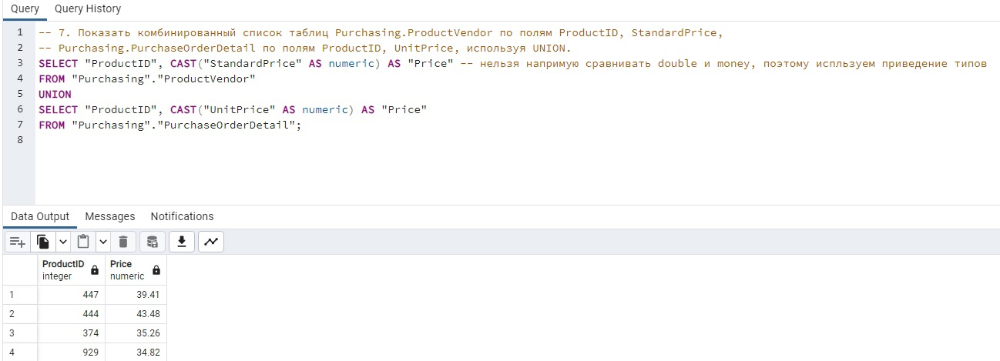 Query Query History
1 -- 7. Показать комбинированный список таблиц Purchasing.ProductVendor по полям ProductID, StandardPrice,
2 -- Purchasing.PurchaseOrderDetail по полям ProductID, UnitPrice, используя UNION.
3 SELECT "ProductID", CAST("StandardPrice" AS numeric) AS "Price" -- нельзя напримую сравнивать double и money, поэтому испльзуем приведение типов
4 FROM "Purchasing"."ProductVendor"
5 UNION
6 SELECT "ProductID", CAST("UnitPrice" AS numeric) AS "Price"
7 FROM "Purchasing"."PurchaseOrderDetail";
8
Data Output Messages Notifications
ProductID Price
integer numeric
1 447 39.41
2 444 43.48
3 374 35.26
4 929 34.82